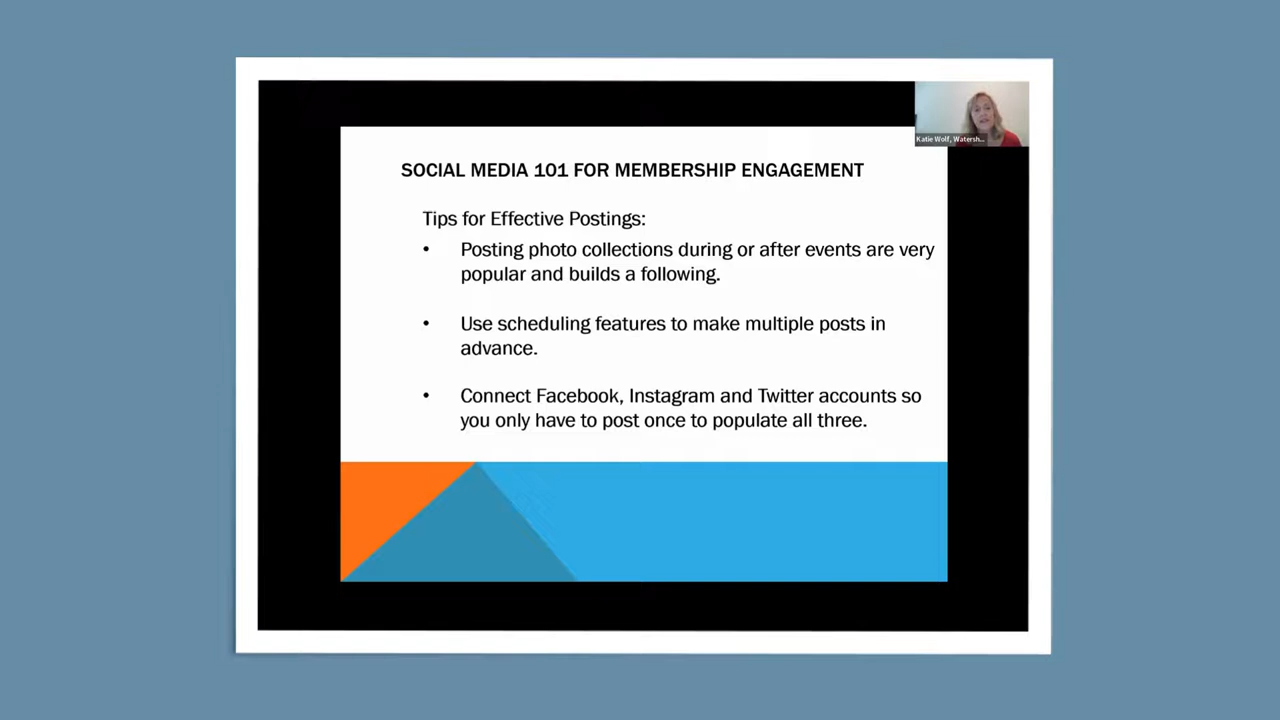 Katie Wolf, Watersh...
SOCIAL MEDIA 101 FOR MEMBERSHIP ENGAGEMENT
Tips for Effective Postings:
• Posting photo collections during or after events are very
popular and builds a following.
• Use scheduling features to make multiple posts in
advance.
• Connect Facebook, Instagram and Twitter accounts so
you only have to post once to populate all three.